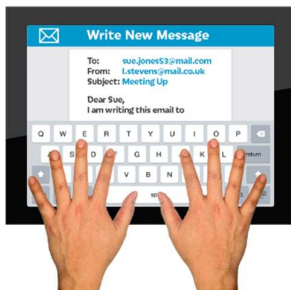 Write New Message
To: sue.jones53@mail.com
From: l.stevens@mail.co.uk
Subject: Meeting Up
Dear Sue,
I am writing this email to
Q W E R T Y U I O P
S D G H K L return
V B N